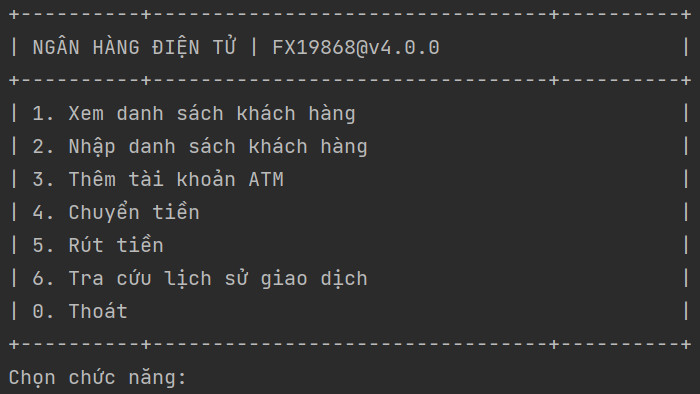 +----------+---------------------------------+----------+
| NGÂN HÀNG ĐIỆN TỬ | FX19868@v4.0.0                    |
+----------+---------------------------------+----------+
| 1. Xem danh sách khách hàng                           |
| 2. Nhập danh sách khách hàng                          |
| 3. Thêm tài khoản ATM                                 |
| 4. Chuyển tiền                                        |
| 5. Rút tiền                                           |
| 6. Tra cứu lịch sử giao dịch                          |
| 0. Thoát                                              |
+----------+---------------------------------+----------+
Chọn chức năng: